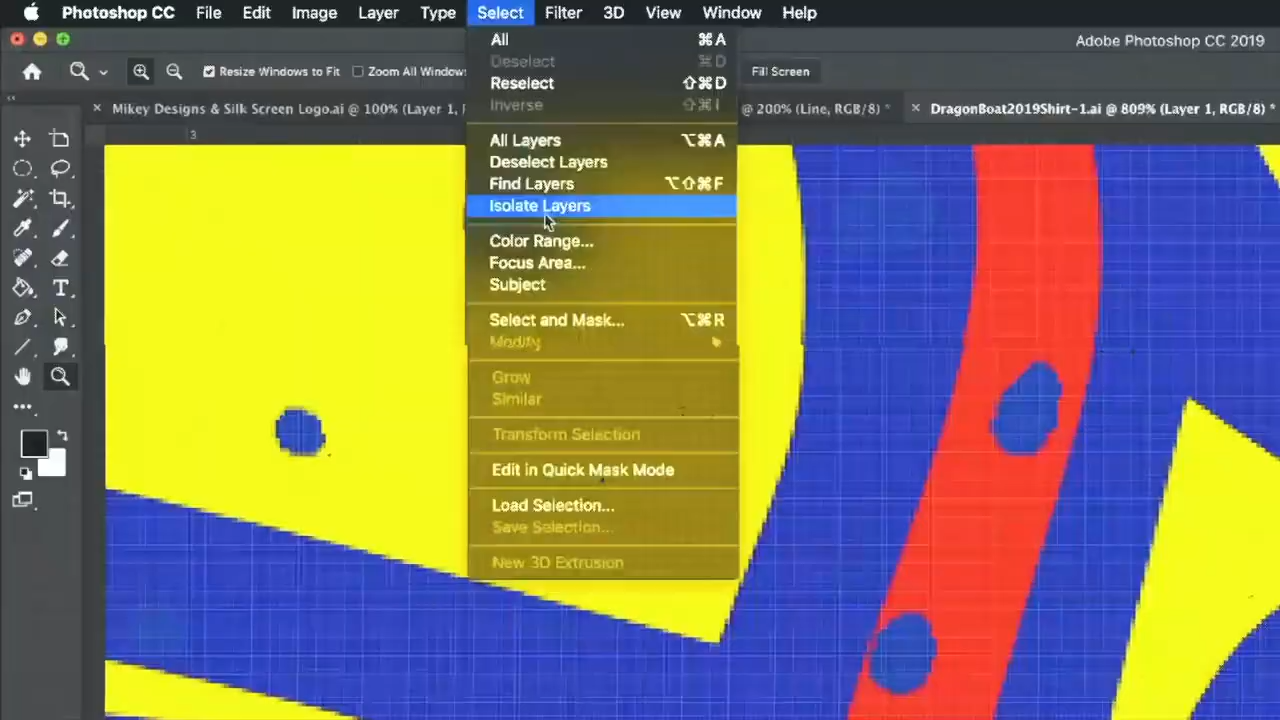 Photoshop CC File Edit Image Layer Type Select Filter 3D View Window Help
Adobe Photoshop CC 2019
Resize Windows to Fit Zoom All Windows Fill Screen
× Mikey Designs & Silk Screen Logo.ai @ 100% (Layer 1, @ 200% (Line, RGB/8) * × DragonBoat2019Shirt-1.ai @ 809% (Layer 1, RGB/8) *
3
All ⌘A
Deselect ⌘D
Reselect ⇧⌘D
Inverse ⇧⌘I
All Layers ⌥⌘A
Deselect Layers
Find Layers ⌥⇧⌘F
Isolate Layers
Color Range...
Focus Area...
Subject
Select and Mask... ⌥⌘R
Modify
Grow
Similar
Transform Selection
Edit in Quick Mask Mode
Load Selection...
Save Selection...
New 3D Extrusion